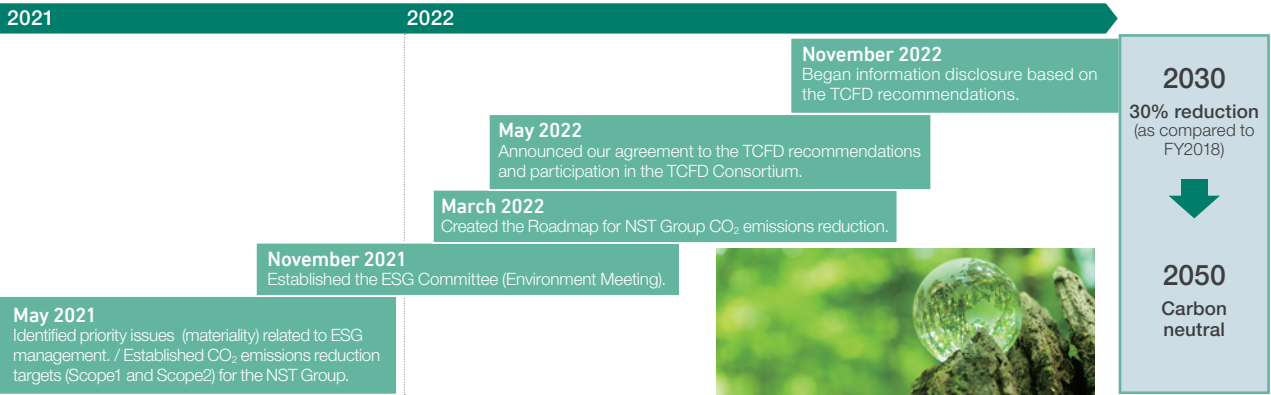 2021
2022
November 2022
Began information disclosure based on
the TCFD recommendations.
May 2022
Announced our agreement to the TCFD recommendations
and participation in the TCFD Consortium.
March 2022
Created the Roadmap for NST Group CO₂ emissions reduction.
November 2021
Established the ESG Committee (Environment Meeting).
May 2021
Identified priority issues (materiality) related to ESG
management. / Established CO₂ emissions reduction
targets (Scope1 and Scope2) for the NST Group.
2030
30% reduction
(as compared to
FY2018)
2050
Carbon
neutral